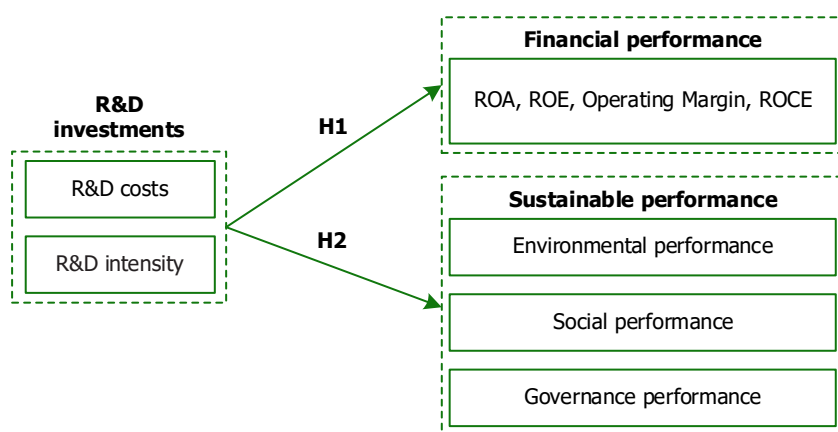 R&D
investments
R&D costs
R&D intensity
H1
H2
Financial performance
ROA, ROE, Operating Margin, ROCE
Sustainable performance
Environmental performance
Social performance
Governance performance